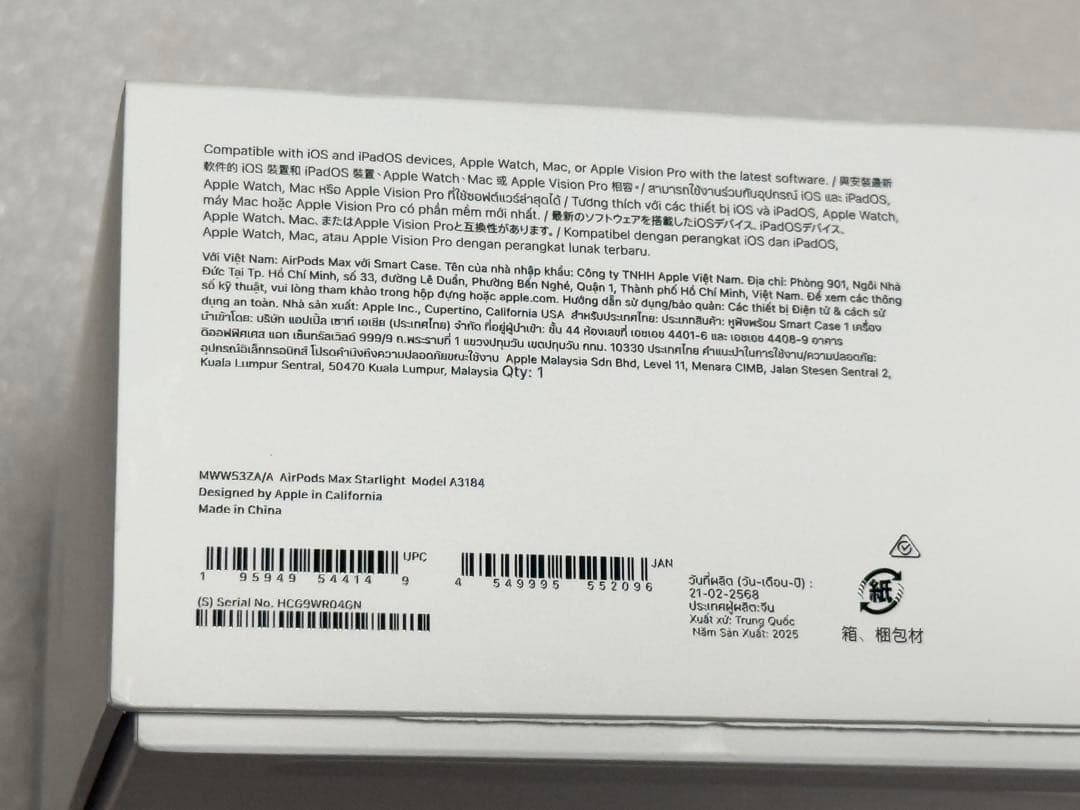 Compatible with iOS and iPadOS devices, Apple Watch, Mac, or Apple Vision Pro with the latest software. / 與安裝最新
軟件的 iOS 裝置和 iPadOS 裝置、Apple Watch、Mac 或 Apple Vision Pro 相容。/ สามารถใช้งานร่วมกับอุปกรณ์ iOS และ iPadOS,
Apple Watch, Mac หรือ Apple Vision Pro ที่ใช้ซอฟต์แวร์ล่าสุดได้ / Tương thích với các thiết bị iOS và iPadOS, Apple Watch,
máy Mac hoặc Apple Vision Pro có phần mềm mới nhất. / 最新のソフトウェアを搭載したiOSデバイス、iPadOSデバイス、
Apple Watch、Mac、またはApple Vision Proと互換性があります。/ Kompatibel dengan perangkat iOS dan iPadOS,
Apple Watch, Mac, atau Apple Vision Pro dengan perangkat lunak terbaru.
Với Việt Nam: AirPods Max với Smart Case. Tên của nhà nhập khẩu: Công ty TNHH Apple Việt Nam. Địa chỉ: Phòng 901, Ngôi Nhà
Đức Tại Tp. Hồ Chí Minh, số 33, đường Lê Duẩn, Phường Bến Nghé, Quận 1, Thành phố Hồ Chí Minh, Việt Nam. Để xem các thông
số kỹ thuật, vui lòng tham khảo trong hộp đựng hoặc apple.com. Hướng dẫn sử dụng/bảo quản: Các thiết bị Điện tử & cách sử
dụng an toàn. Nhà sản xuất: Apple Inc., Cupertino, California USA สำหรับประเทศไทย: ประเภทสินค้า: หูฟังพร้อม Smart Case 1 เครื่อง
นำเข้าโดย: บริษัท แอปเปิ้ล เซาท์ เอเชีย (ประเทศไทย) จำกัด ที่อยู่ผู้นำเข้า: ชั้น 44 ห้องเลขที่ เอชเอช 4401-6 และ เอชเอช 4408-9 อาคาร
ดิออฟฟิศเศส แอท เซ็นทรัลเวิลด์ 999/9 ถ.พระรามที่ 1 แขวงปทุมวัน เขตปทุมวัน กทม. 10330 ประเทศไทย คำแนะนำในการใช้งาน/ความปลอดภัย:
อุปกรณ์อิเล็กทรอนิกส์ โปรดคำนึงถึงความปลอดภัยขณะใช้งาน Apple Malaysia Sdn Bhd, Level 11, Menara CIMB, Jalan Stesen Sentral 2,
Kuala Lumpur Sentral, 50470 Kuala Lumpur, Malaysia Qty: 1
MWW53ZA/A AirPods Max Starlight Model A3184
Designed by Apple in California
Made in China
UPC
1 95949 54414 9
JAN
4 549995 552096
(S) Serial No. HCG9WR04GN
วันที่ผลิต (วัน-เดือน-ปี) :
21-02-2568
ประเทศผู้ผลิต:จีน
Xuất xứ: Trung Quốc
Năm Sản Xuất: 2025
紙
箱、梱包材